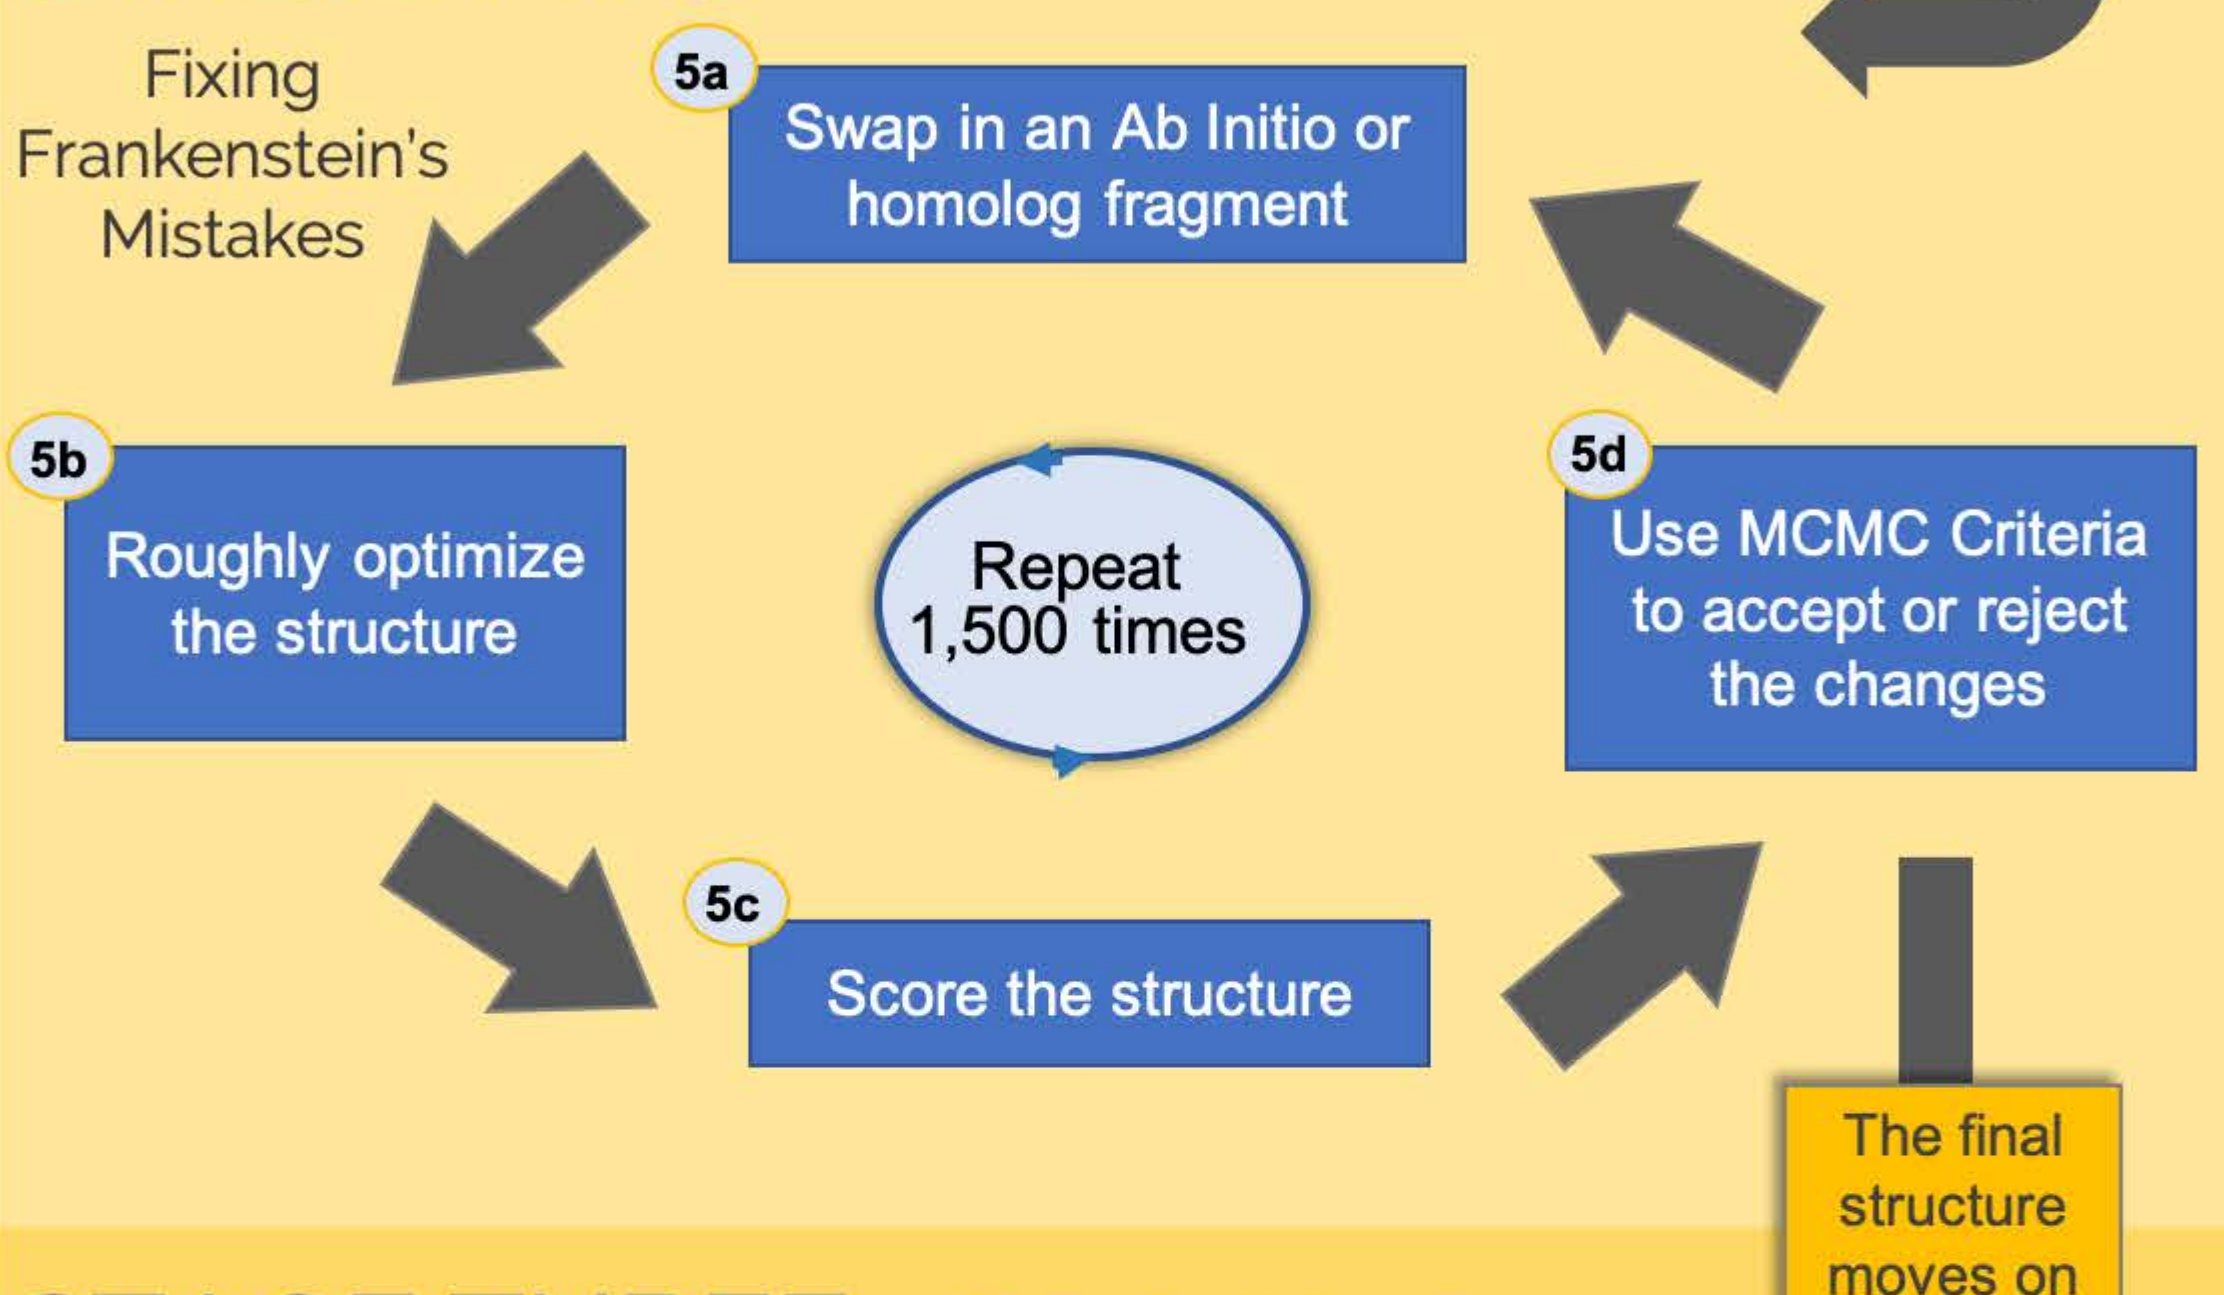 Fixing
Frankenstein's
Mistakes
5a
Swap in an Ab Initio or
homolog fragment
5b
Roughly optimize
the structure
Repeat
1,500 times
5d
Use MCMC Criteria
to accept or reject
the changes
5c
Score the structure
The final
structure
moves on